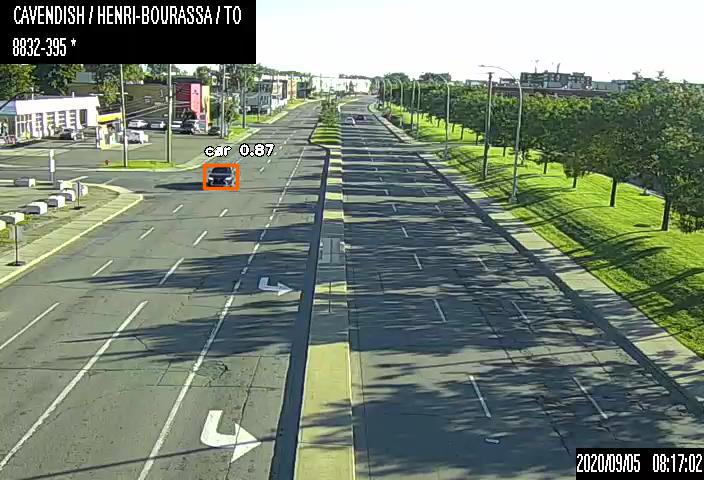 CAVENDISH / HENRI-BOURASSA / TO
8832-395 *
car 0.87
2020/09/05 08:17:02